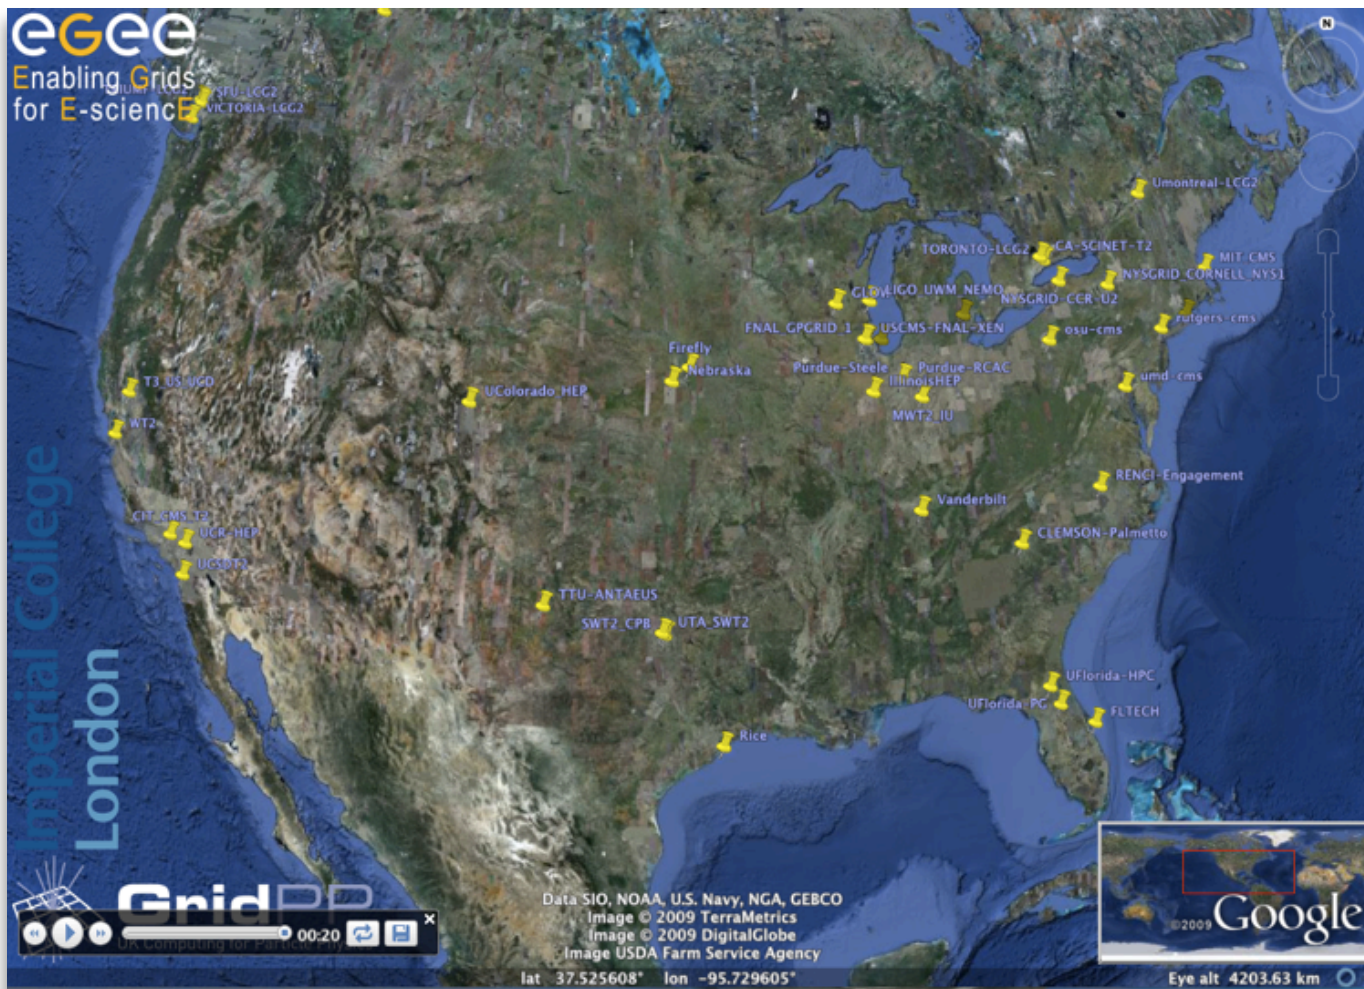 egee
Enabling Grids
for E-sciencE
SFU-LCG2
VICTORIA-LCG2
Umontreal-LCG2
TORONTO-LCG2
CA-SCINET-T2
MIT-CMS
NYSGRID_CORNELL_NYS1
LIGO_UWM_NEMO
NYSGRID-CCR-U2
rutgers-cms
FNAL_GPGRID_1
USCMS-FNAL-XEN
osu-cms
Firefly
Nebraska
Purdue-Steele
Purdue-RCAC
IllinoisHEP
MWT2_IU
umd-cms
T3_US_UCD
UColorado_HEP
WT2
RENCI-Engagement
Vanderbilt
CLEMSON-Palmetto
CIT_CMS_T2
UCR-HEP
UCSDT2
TTU-ANTAEUS
SWT2_CPB
UTA_SWT2
UFlorida-HPC
UFlorida-PG
FLTECH
Rice
Imperial College
London
GridPP
UK Computing for Particle
00:20
Data SIO, NOAA, U.S. Navy, NGA, GEBCO
Image © 2009 TerraMetrics
Image © 2009 DigitalGlobe
Image USDA Farm Service Agency
©2009 Google
lat 37.525608° lon -95.729605°
Eye alt 4203.63 km
N